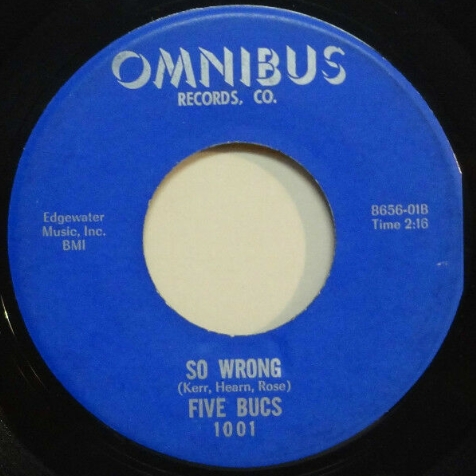 OMNIBUS
RECORDS, CO.
Edgewater
Music, Inc.
BMI
8656-01B
Time 2:16
SO WRONG
(Kerr, Hearn, Rose)
FIVE BUCS
1001